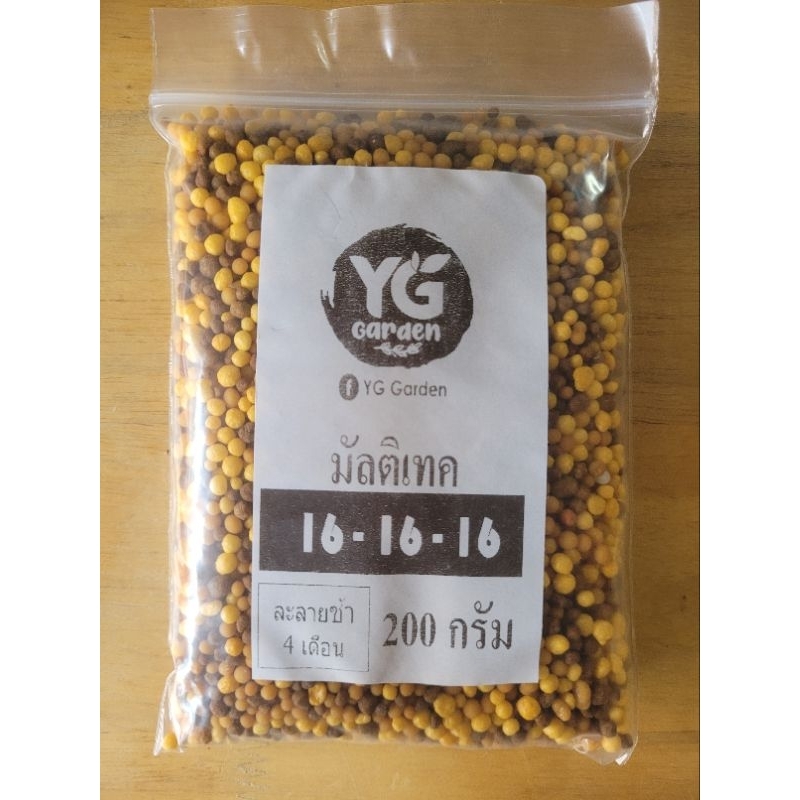 YG
Garden
f YG Garden
มัลติเทค
16-16-16
ละลายช้า
4 เดือน
200 กรัม